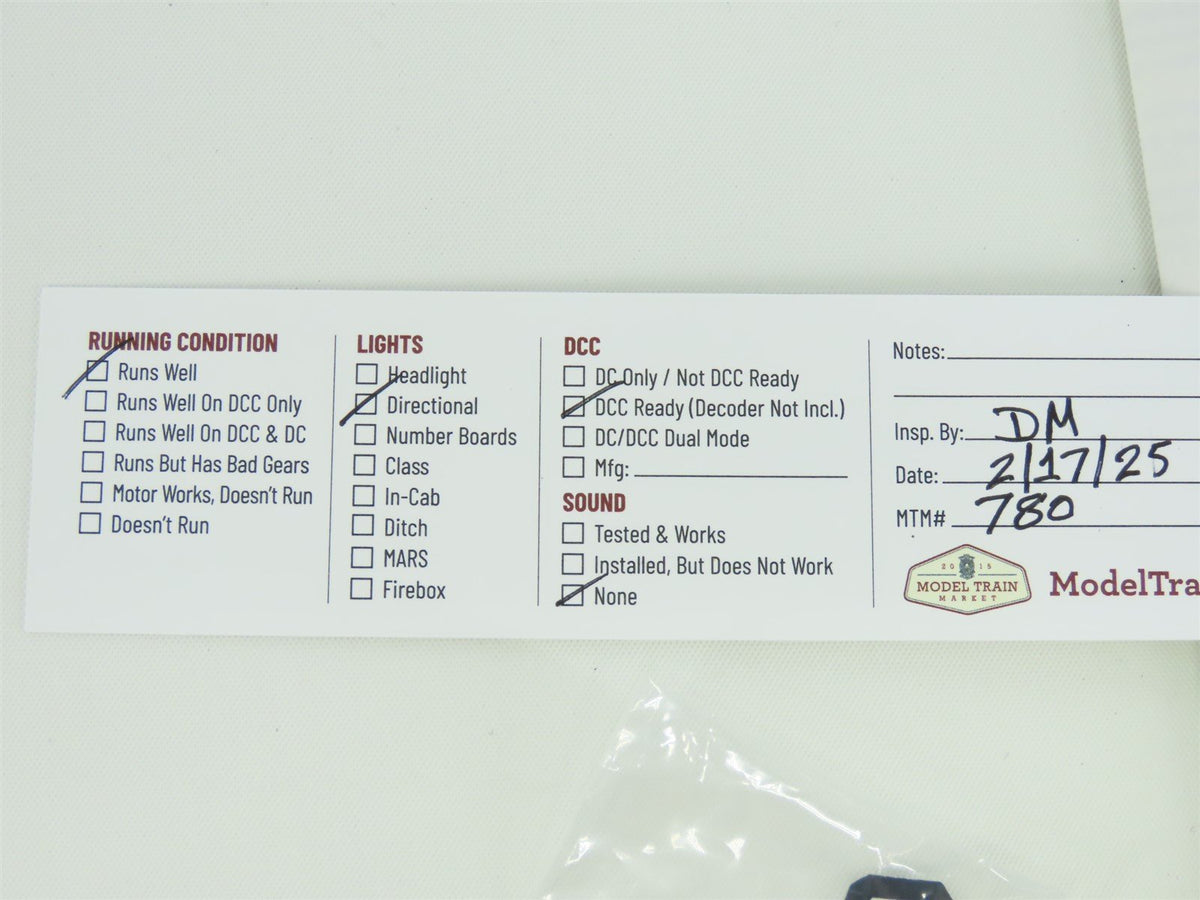 RUNNING CONDITION
Runs Well
Runs Well On DCC Only
Runs Well On DCC & DC
Runs But Has Bad Gears
Motor Works, Doesn't Run
Doesn't Run
LIGHTS
Headlight
Directional
Number Boards
Class
In-Cab
Ditch
MARS
Firebox
DCC
DC Only / Not DCC Ready
DCC Ready (Decoder Not Incl.)
DC/DCC Dual Mode
Mfg:
SOUND
Tested & Works
Installed, But Does Not Work
None
Notes:
Insp. By: DM
Date: 2/17/25
MTM# 780
2015
MODEL TRAIN
MARKET
ModelTra